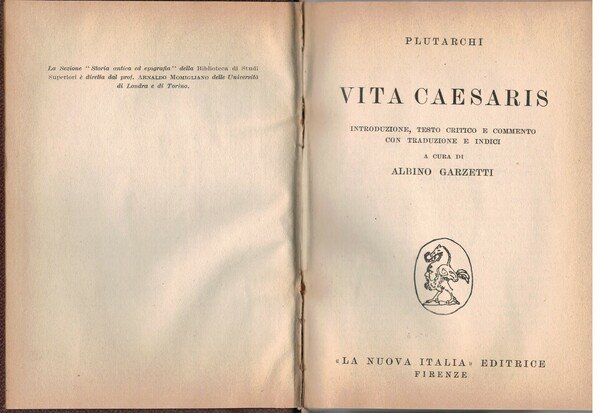 La Sezione "Storia antica ed epigrafia" della Biblioteca di Studi
Superiori è diretta dal prof. ARNALDO MOMIGLIANO delle Università
di Londra e di Torino.
PLUTARCHI
VITA CAESARIS
INTRODUZIONE, TESTO CRITICO E COMMENTO
CON TRADUZIONE E INDICI
A CURA DI
ALBINO GARZETTI
«LA NUOVA ITALIA» EDITRICE
FIRENZE